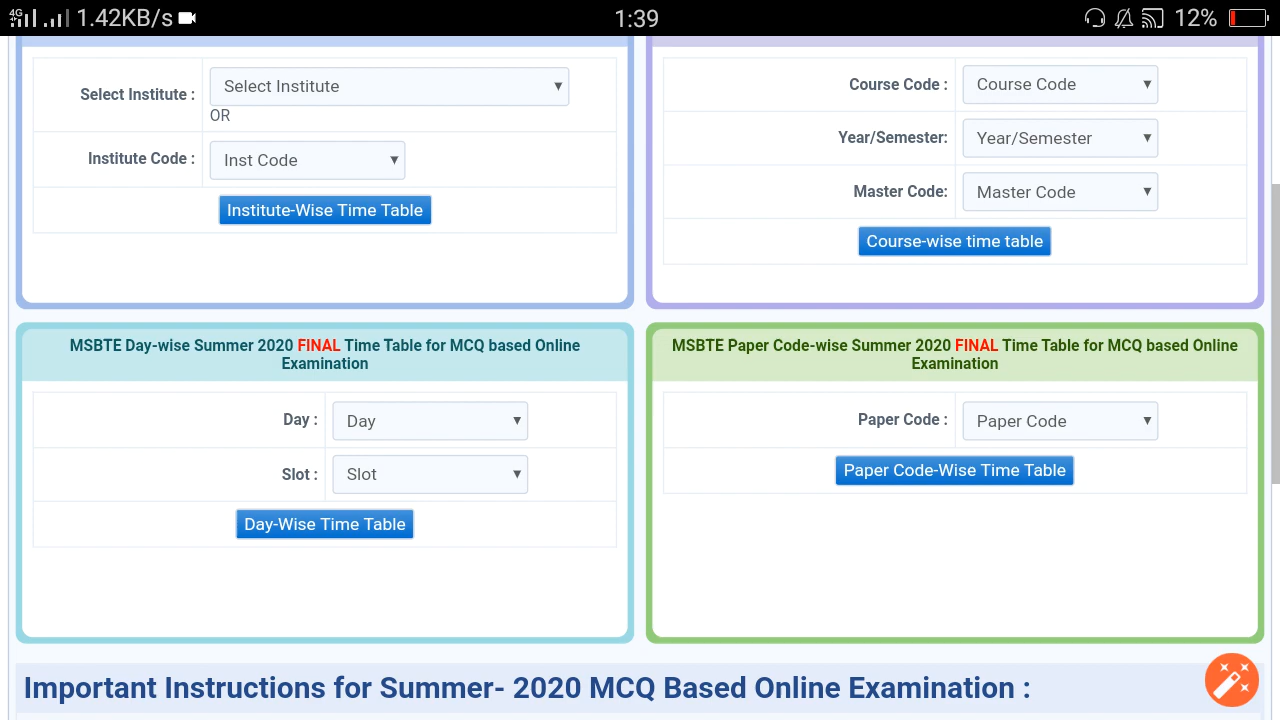 4G 1.42KB/s 1:39 12%
Select Institute : Select Institute
OR
Institute Code : Inst Code
Institute-Wise Time Table
Course Code : Course Code
Year/Semester: Year/Semester
Master Code: Master Code
Course-wise time table
MSBTE Day-wise Summer 2020 FINAL Time Table for MCQ based Online
Examination
Day : Day
Slot : Slot
Day-Wise Time Table
MSBTE Paper Code-wise Summer 2020 FINAL Time Table for MCQ based Online
Examination
Paper Code : Paper Code
Paper Code-Wise Time Table
Important Instructions for Summer- 2020 MCQ Based Online Examination :